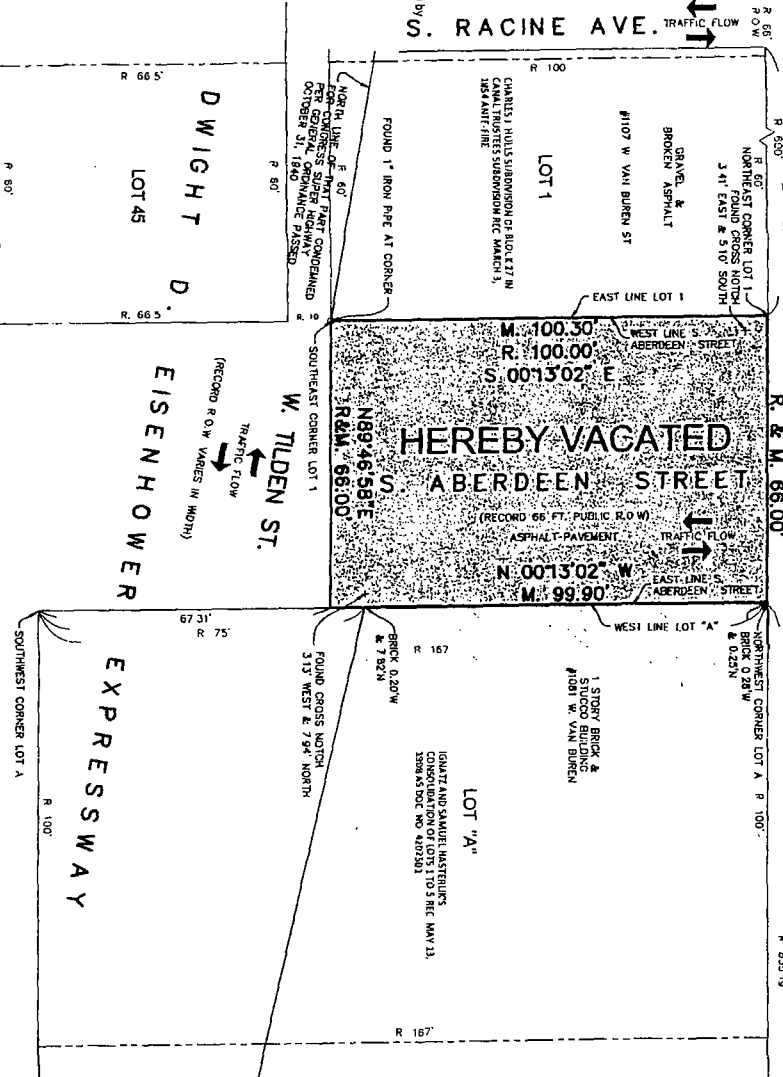 by
S. RACINE AVE.
TRAFFIC FLOW
R 66'
ROW
R 600'
R 66 5'
R 100
R 60'
NORTHEAST CORNER LOT 1
FOUND CROSS NOTCH
3 41' EAST & 5 10' SOUTH
GRAVEL &
BROKEN ASPHALT
#1107 W VAN BUREN ST
LOT 1
CHARLES J HULLS SUBDIVISION OF BLOCK 27 IN
CANAL TRUSTEES SUBDIVISION REC MARCH 3,
1854 ANTE-FIRE
FOUND 1" IRON PIPE AT CORNER
R 60'
NORTH LINE OF THAT PART CONDEMNED
FOR CONGRESS SUPER HIGHWAY
PER GENERAL ORDINANCE PASSED
OCTOBER 31, 1940
R 60'
R 60'
DWIGHT D.
LOT 45
R. 66 5'
R. 10
EAST LINE LOT 1
M. 100.30'
R. 100.00'
S. 00°13'02" E
WEST LINE S.
ABERDEEN STREET
R. & M. 66.00'
HEREBY VACATED
S. ABERDEEN STREET
(RECORD 66 FT. PUBLIC R.O W)
ASPHALT PAVEMENT
TRAFFIC FLOW
N 00°13'02" W
M. 99.90'
EAST LINE S.
ABERDEEN STREET
N89°46'58"E
R&M. 66.00'
SOUTHEAST CORNER LOT 1
W. TILDEN ST.
TRAFFIC FLOW
(RECORD R.O.W VARIES IN WIDTH)
EISENHOWER
EXPRESSWAY
67 31'
R 75'
WEST LINE LOT "A"
NORTHWEST CORNER LOT A
BRICK 0.28'W
& 0.25'N
R 100'
BRICK 0.20'W
& 7 82'N
R 167
FOUND CROSS NOTCH
3 13' WEST & 7 94' NORTH
1 STORY BRICK &
STUCCO BUILDING
#1081 W. VAN BUREN
LOT "A"
IGNATZ AND SAMUEL HASTERLIK'S
CONSOLIDATION OF LOTS 1 TO 5 REC MAY 13,
1908 AS DOC NO 4202501
SOUTHWEST CORNER LOT A
R 100'
R 167'